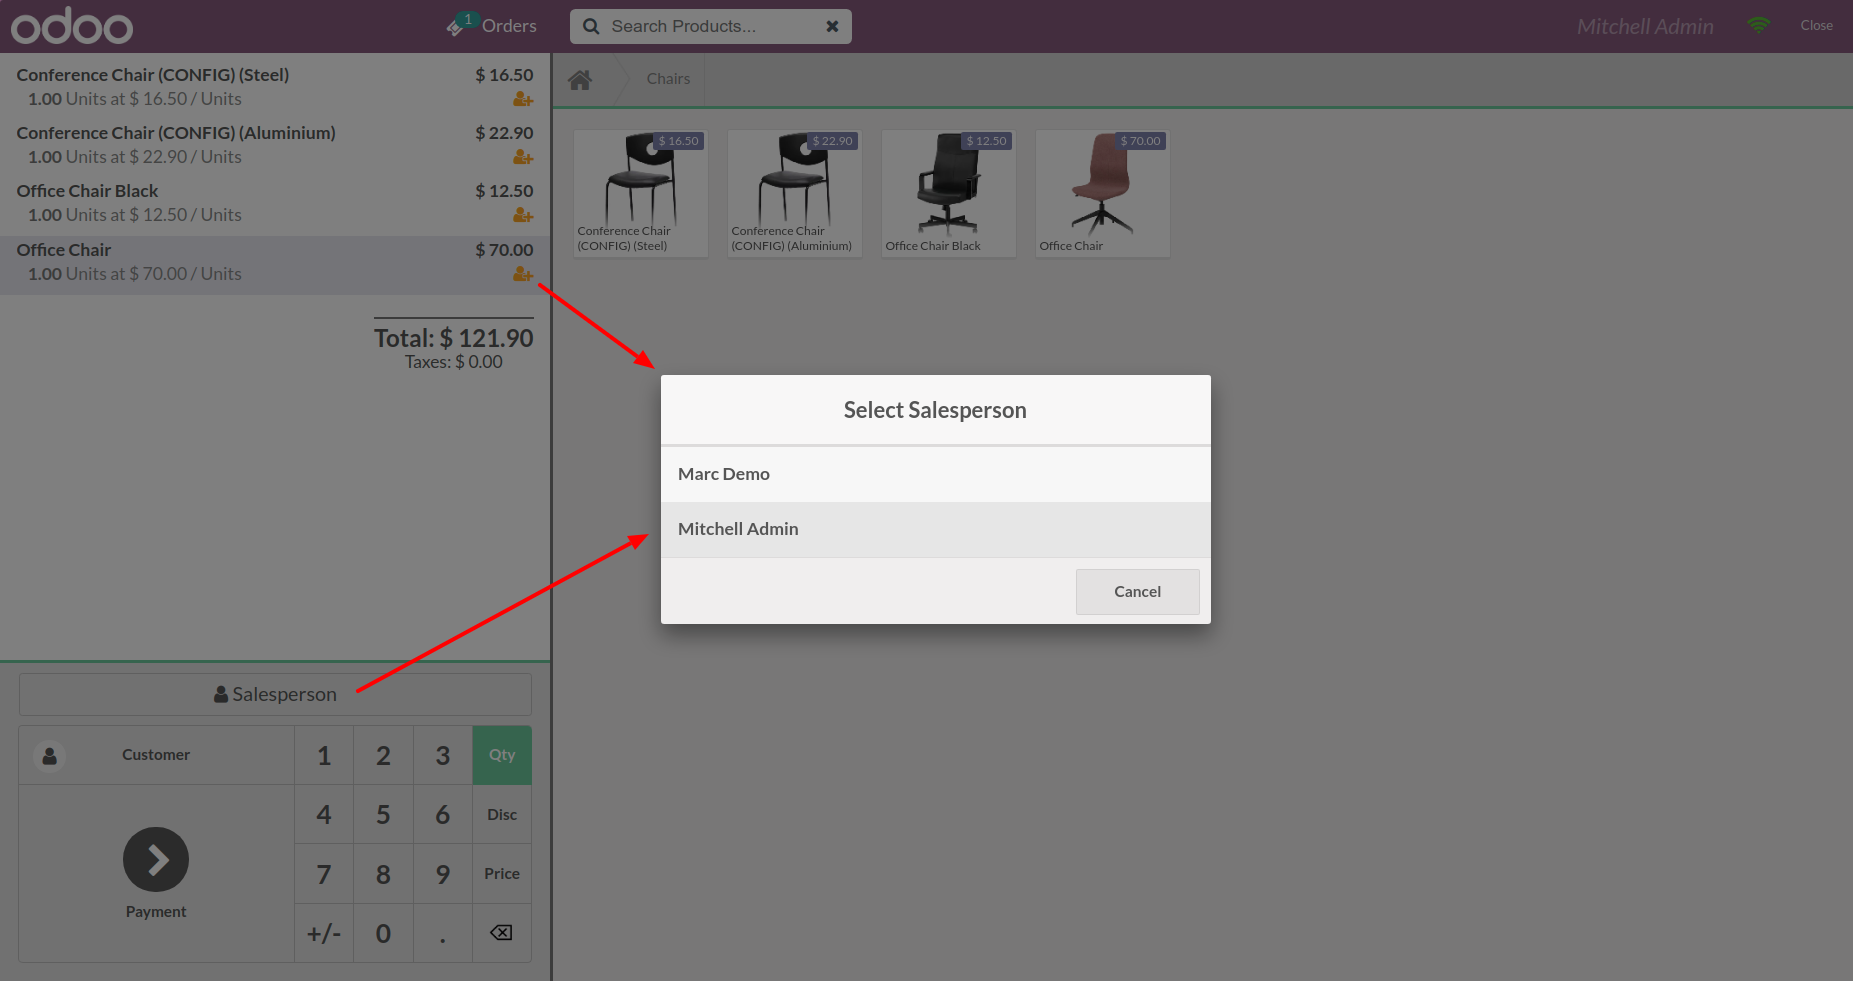 odoo
1
Orders
Search Products...
Mitchell Admin
Close
Conference Chair (CONFIG) (Steel) $ 16.50
1.00 Units at $ 16.50 / Units
Conference Chair (CONFIG) (Aluminium) $ 22.90
1.00 Units at $ 22.90 / Units
Office Chair Black $ 12.50
1.00 Units at $ 12.50 / Units
Office Chair $ 70.00
1.00 Units at $ 70.00 / Units
Total: $ 121.90
Taxes: $ 0.00
Chairs
$ 16.50
Conference Chair
(CONFIG) (Steel)
$ 22.90
Conference Chair
(CONFIG) (Aluminium)
$ 12.50
Office Chair Black
$ 70.00
Office Chair
Select Salesperson
Marc Demo
Mitchell Admin
Cancel
Salesperson
Customer
Payment
1 2 3 Qty
4 5 6 Disc
7 8 9 Price
+/- 0 .